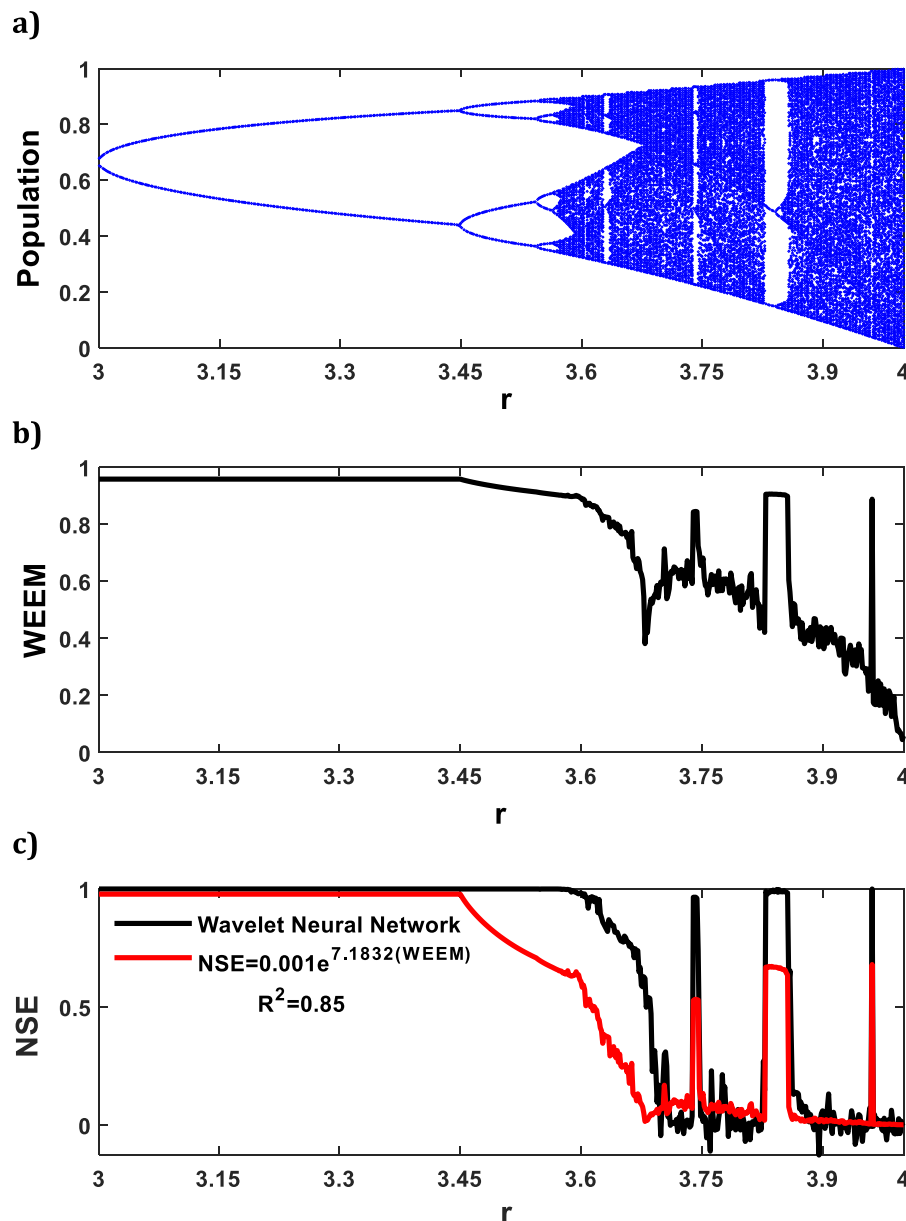 a)
1
0.8
0.6
0.4
0.2
0
Population
3 3.15 3.3 3.45 3.6 3.75 3.9 4
r
b)
1
0.8
0.6
0.4
0.2
0
WEEM
3 3.15 3.3 3.45 3.6 3.75 3.9 4
r
c)
1
0.5
0
NSE
Wavelet Neural Network
NSE=0.001e^7.1832(WEEM)
R^2=0.85
3 3.15 3.3 3.45 3.6 3.75 3.9 4
r